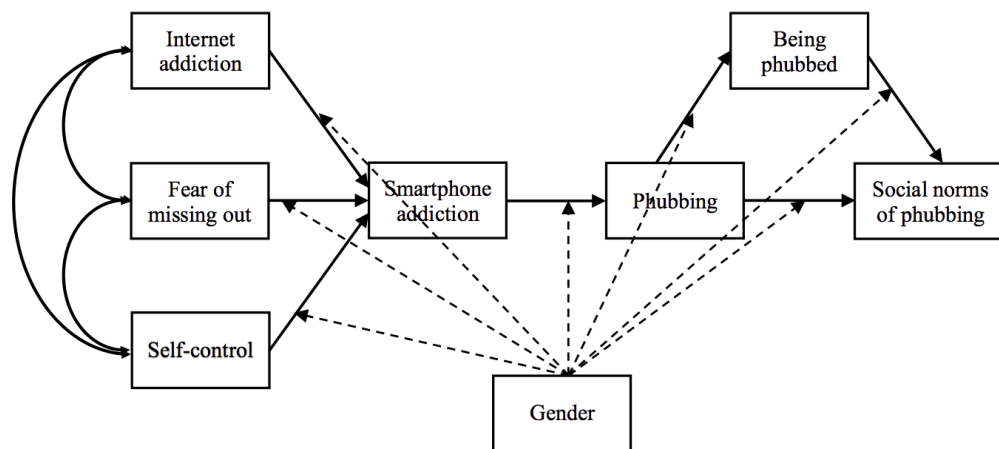 Internet
addiction
Being
phubbed
Fear of
missing out
Smartphone
addiction
Phubbing
Social norms
of phubbing
Self-control
Gender